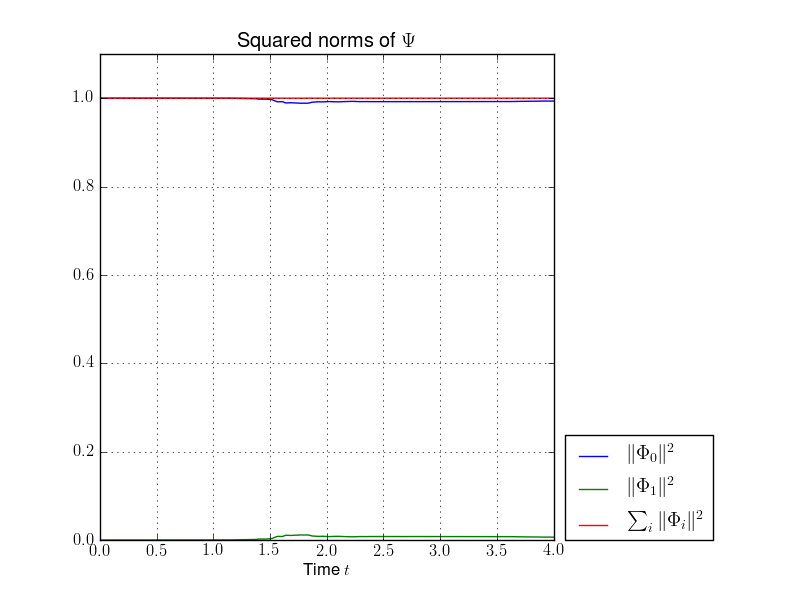 Squared norms of Ψ
1.0
0.8
0.6
0.4
0.2
0.0
0.0 0.5 1.0 1.5 2.0 2.5 3.0 3.5 4.0
Time t
‖Φ₀‖²
‖Φ₁‖²
∑ᵢ ‖Φᵢ‖²